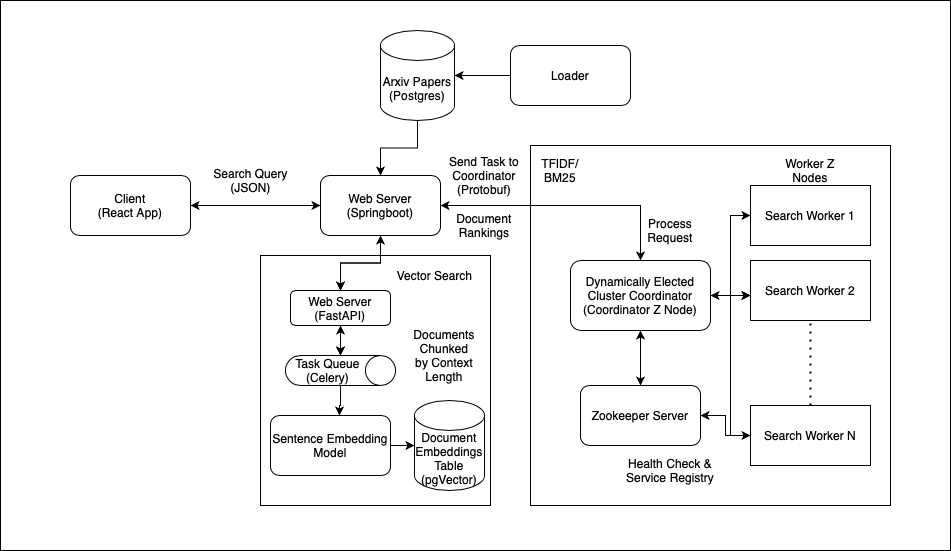 Arxiv Papers
(Postgres)
Loader
Client
(React App)
Search Query
(JSON)
Web Server
(Springboot)
Send Task to
Coordinator
(Protobuf)
Document
Rankings
TFIDF/
BM25
Worker Z
Nodes
Search Worker 1
Process
Request
Dynamically Elected
Cluster Coordinator
(Coordinator Z Node)
Search Worker 2
Zookeeper Server
Search Worker N
Health Check &
Service Registry
Vector Search
Web Server
(FastAPI)
Documents
Chunked
by Context
Length
Task Queue
(Celery)
Sentence Embedding
Model
Document
Embeddings
Table
(pgVector)